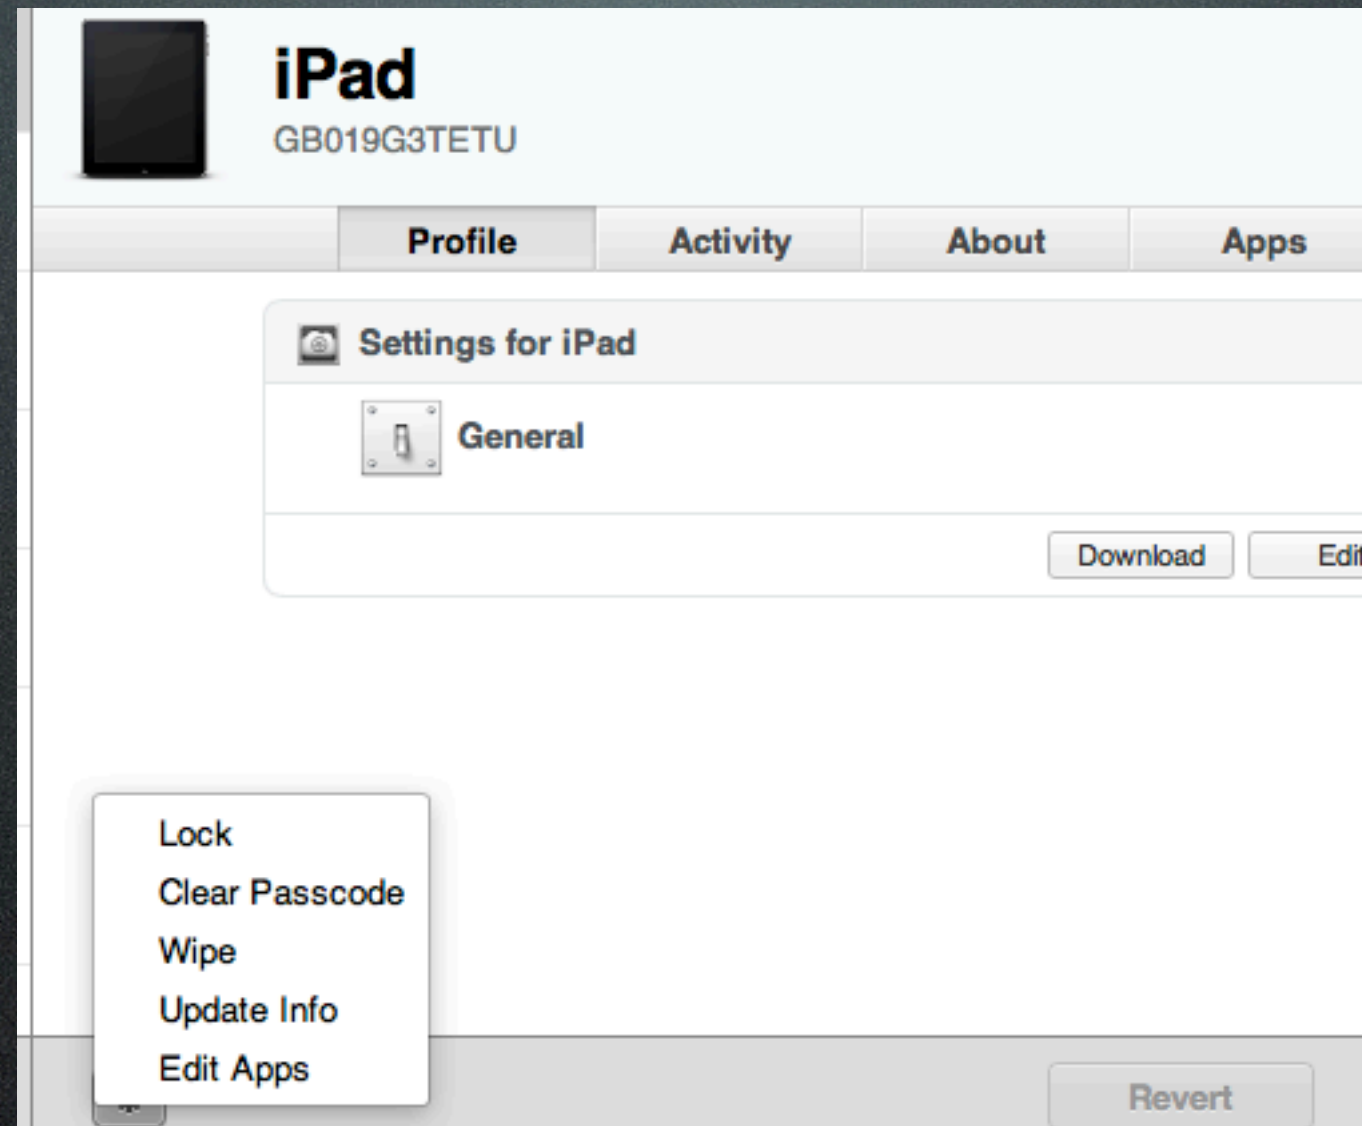 iPad
GB019G3TETU
Profile Activity About Apps
Settings for iPad
General
Download Edit
Lock
Clear Passcode
Wipe
Update Info
Edit Apps
Revert